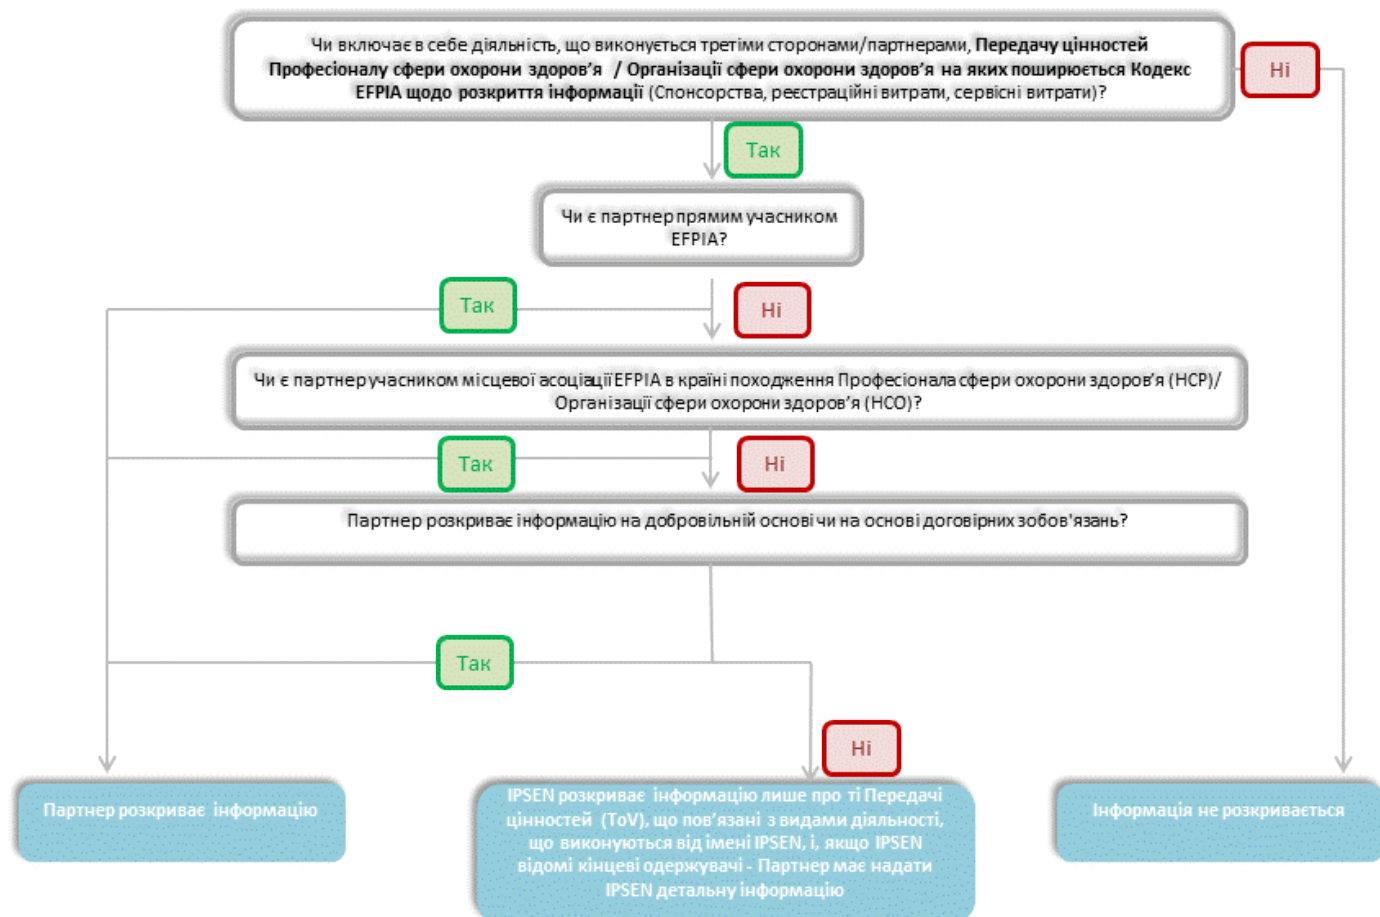 Чи включає в себе діяльність, що виконується третіми сторонами/партнерами, Передачу цінностей
Професіоналу сфери охорони здоров’я / Організації сфери охорони здоров’я на яких поширюється Кодекс
EFPIA щодо розкриття інформації (Спонсорства, реєстраційні витрати, сервісні витрати)?
Ні
Так
Чи є партнер прямим учасником
EFPIA?
Так
Ні
Чи є партнер учасником місцевої асоціації EFPIA в країні походження Професіонала сфери охорони здоров’я (HCP)/
Організації сфери охорони здоров’я (HCO)?
Так
Ні
Партнер розкриває інформацію на добровільній основі чи на основі договірних зобов'язань?
Так
Ні
Партнер розкриває інформацію
IPSEN розкриває інформацію лише про ті Передачі
цінностей (ToV), що пов’язані з видами діяльності,
що виконуються від імені IPSEN, і, якщо IPSEN
відомі кінцеві одержувачі - Партнер має надати
IPSEN детальну інформацію
Інформація не розкривається